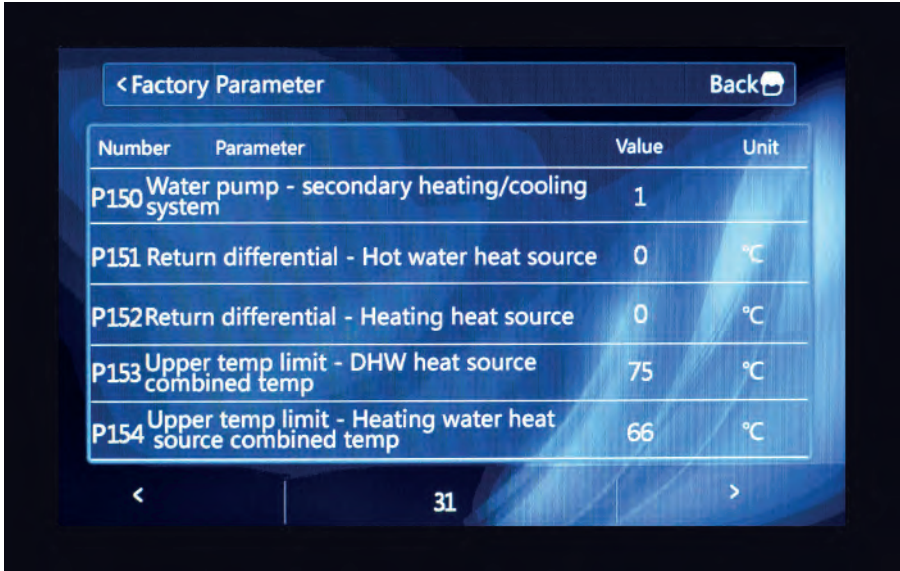 <Factory Parameter Back
Number Parameter Value Unit
P150 Water pump - secondary heating/cooling system 1
P151 Return differential - Hot water heat source 0 °C
P152 Return differential - Heating heat source 0 °C
P153 Upper temp limit - DHW heat source combined temp 75 °C
P154 Upper temp limit - Heating water heat source combined temp 66 °C
< 31 >